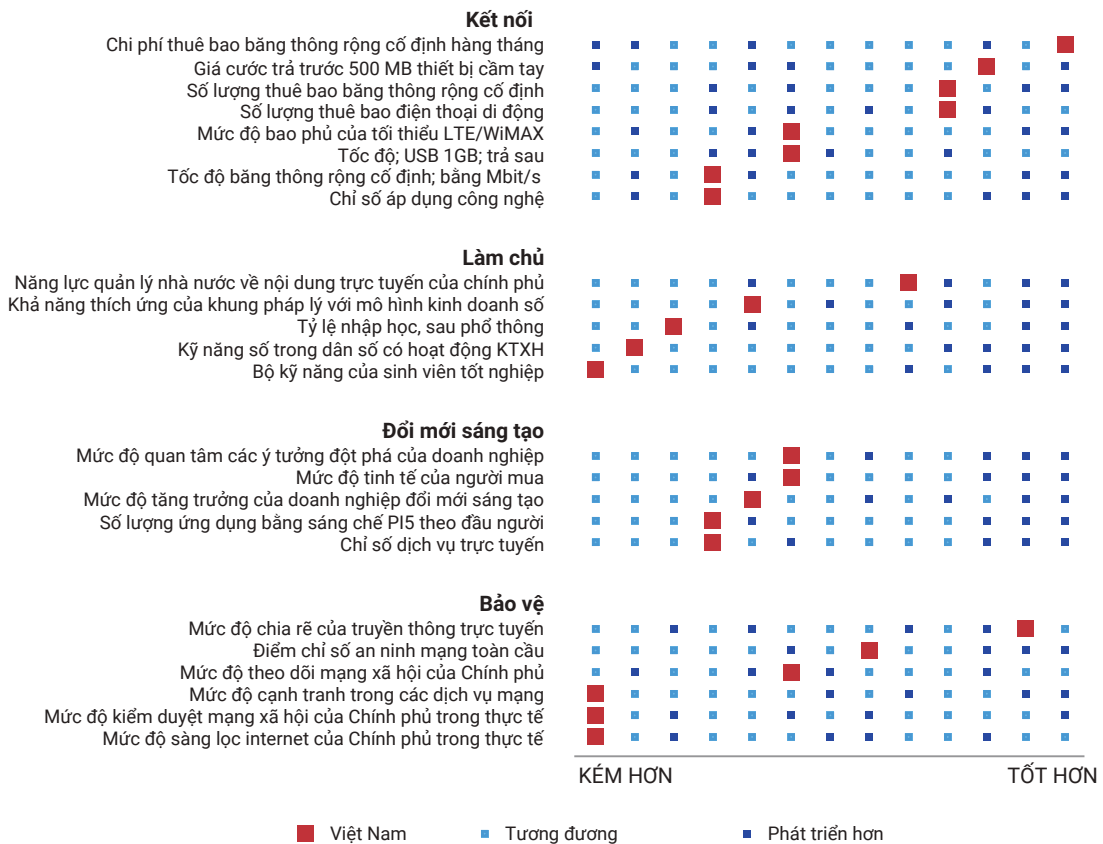 Kết nối
Chi phí thuê bao băng thông rộng cố định hàng tháng
Giá cước trả trước 500 MB thiết bị cầm tay
Số lượng thuê bao băng thông rộng cố định
Số lượng thuê bao điện thoại di động
Mức độ bao phủ của tối thiểu LTE/WiMAX
Tốc độ; USB 1GB; trả sau
Tốc độ băng thông rộng cố định; bằng Mbit/s
Chỉ số áp dụng công nghệ
Làm chủ
Năng lực quản lý nhà nước về nội dung trực tuyến của chính phủ
Khả năng thích ứng của khung pháp lý với mô hình kinh doanh số
Tỷ lệ nhập học, sau phổ thông
Kỹ năng số trong dân số có hoạt động KTXH
Bộ kỹ năng của sinh viên tốt nghiệp
Đổi mới sáng tạo
Mức độ quan tâm các ý tưởng đột phá của doanh nghiệp
Mức độ tinh tế của người mua
Mức độ tăng trưởng của doanh nghiệp đổi mới sáng tạo
Số lượng ứng dụng bằng sáng chế PI5 theo đầu người
Chỉ số dịch vụ trực tuyến
Bảo vệ
Mức độ chia rẽ của truyền thông trực tuyến
Điểm chỉ số an ninh mạng toàn cầu
Mức độ theo dõi mạng xã hội của Chính phủ
Mức độ cạnh tranh trong các dịch vụ mạng
Mức độ kiểm duyệt mạng xã hội của Chính phủ trong thực tế
Mức độ sàng lọc internet của Chính phủ trong thực tế
KÉM HƠN TỐT HƠN
Việt Nam Tương đương Phát triển hơn